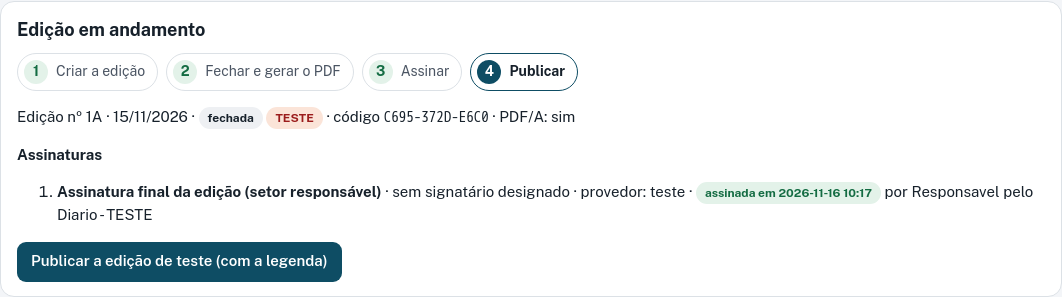 Edição em andamento
1 Criar a edição 2 Fechar e gerar o PDF 3 Assinar 4 Publicar
Edição nº 1A · 15/11/2026 · fechada TESTE · código C695-372D-E6C0 · PDF/A: sim
Assinaturas
1. Assinatura final da edição (setor responsável) · sem signatário designado · provedor: teste · assinada em 2026-11-16 10:17 por Responsavel pelo
Diario - TESTE
Publicar a edição de teste (com a legenda)